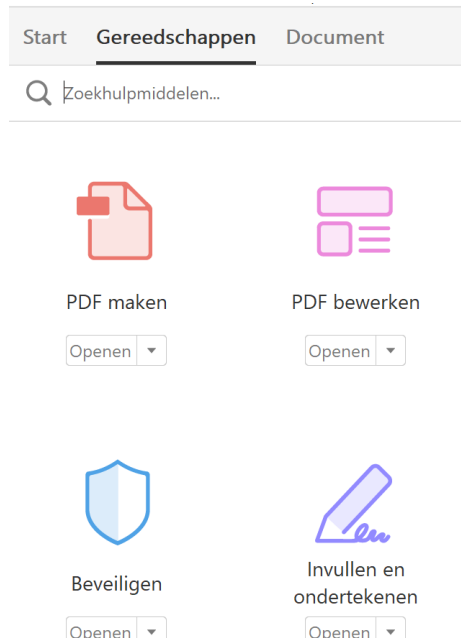 Start Gereedschappen Document
Zoekhulpmiddelen...
PDF maken PDF bewerken
Openen Openen
Beveiligen
Invullen en
ondertekenen
Openen Openen